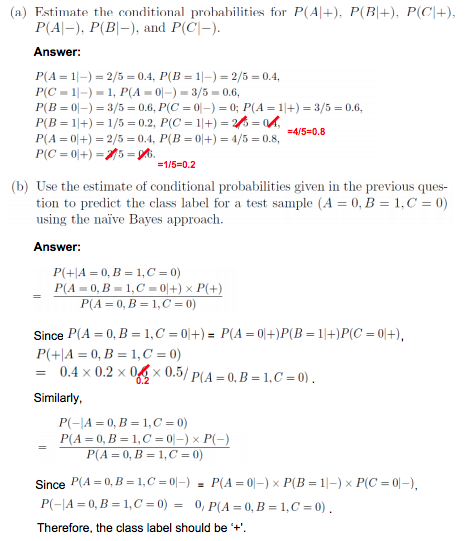 (a) Estimate the conditional probabilities for P(A|+), P(B|+), P(C|+),
P(A|−), P(B|−), and P(C|−).
Answer:
P(A = 1|−) = 2/5 = 0.4, P(B = 1|−) = 2/5 = 0.4,
P(C = 1|−) = 1, P(A = 0|−) = 3/5 = 0.6,
P(B = 0|−) = 3/5 = 0.6, P(C = 0|−) = 0; P(A = 1|+) = 3/5 = 0.6,
P(B = 1|+) = 1/5 = 0.2, P(C = 1|+) = 2/5 = 0.4, =4/5=0.8
P(A = 0|+) = 2/5 = 0.4, P(B = 0|+) = 4/5 = 0.8,
P(C = 0|+) = /5 = 0.6. =1/5=0.2
(b) Use the estimate of conditional probabilities given in the previous ques-
tion to predict the class label for a test sample (A = 0, B = 1, C = 0)
using the naïve Bayes approach.
Answer:
P(+|A = 0, B = 1, C = 0)
= P(A = 0, B = 1, C = 0|+) × P(+)
P(A = 0, B = 1, C = 0)
Since P(A = 0, B = 1, C = 0|+) = P(A = 0|+)P(B = 1|+)P(C = 0|+),
P(+|A = 0, B = 1, C = 0)
= 0.4 × 0.2 × 0.2 × 0.5/ P(A = 0, B = 1, C = 0) .
Similarly,
P(−|A = 0, B = 1, C = 0)
= P(A = 0, B = 1, C = 0|−) × P(−)
P(A = 0, B = 1, C = 0)
Since P(A = 0, B = 1, C = 0|−) = P(A = 0|−) × P(B = 1|−) × P(C = 0|−),
P(−|A = 0, B = 1, C = 0) = 0/ P(A = 0, B = 1, C = 0) .
Therefore, the class label should be ‘+’.